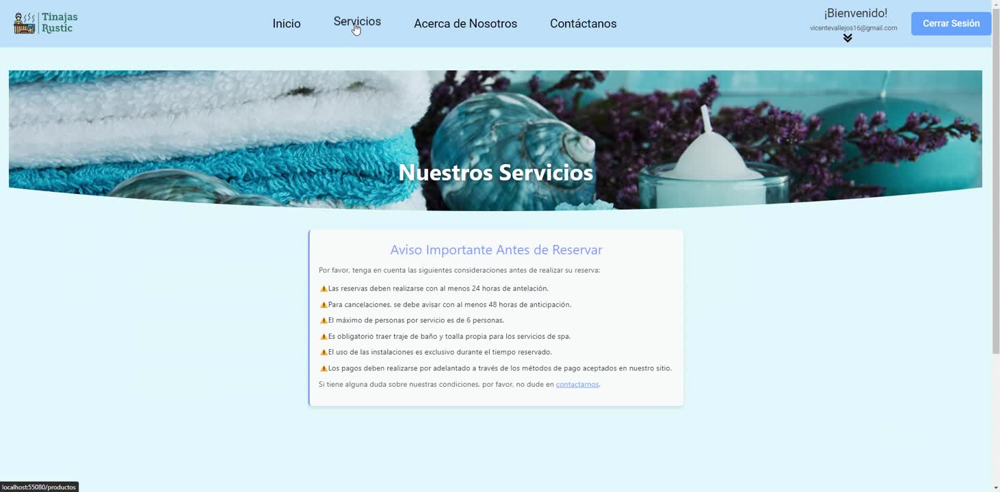 Tinajas
Rustic
Inicio
Servicios
Acerca de Nosotros
Contáctanos
¡Bienvenido!
vicentevallejos16@gmail.com
Cerrar Sesión
Nuestros Servicios
Aviso Importante Antes de Reservar
Por favor, tenga en cuenta las siguientes consideraciones antes de realizar su reserva:
⚠️Las reservas deben realizarse con al menos 24 horas de antelación.
⚠️Para cancelaciones, se debe avisar con al menos 48 horas de anticipación.
⚠️El máximo de personas por servicio es de 6 personas.
⚠️Es obligatorio traer traje de baño y toalla propia para los servicios de spa.
⚠️El uso de las instalaciones es exclusivo durante el tiempo reservado.
⚠️Los pagos deben realizarse por adelantado a través de los métodos de pago aceptados en nuestro sitio.
Si tiene alguna duda sobre nuestras condiciones, por favor, no dude en contactarnos.
localhost:55080/productos